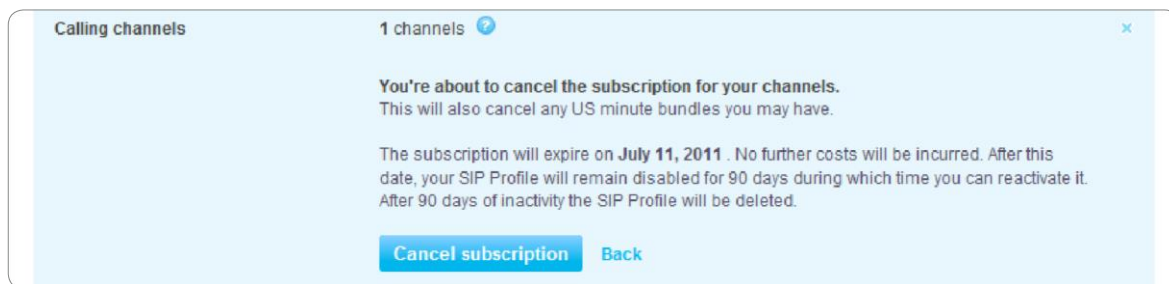 Calling channels
1 channels ?
You're about to cancel the subscription for your channels.
This will also cancel any US minute bundles you may have.
The subscription will expire on July 11, 2011 . No further costs will be incurred. After this
date, your SIP Profile will remain disabled for 90 days during which time you can reactivate it.
After 90 days of inactivity the SIP Profile will be deleted.
Cancel subscription
Back